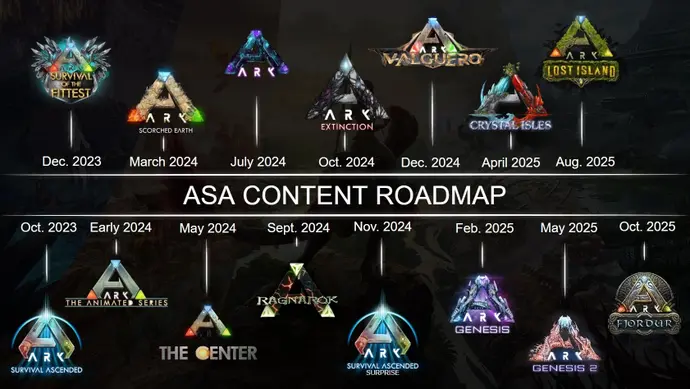 SURVIVAL
OF THE
FITTEST
ARK
SCORCHED EARTH
ARK
ARK
EXTINCTION
ARK
VALGUERO
ARK
CRYSTAL ISLES
ARK
LOST ISLAND
Dec. 2023
March 2024
July 2024
Oct. 2024
Dec. 2024
April 2025
Aug. 2025
ASA CONTENT ROADMAP
Oct. 2023
Early 2024
May 2024
Sept. 2024
Nov. 2024
Feb. 2025
May 2025
Oct. 2025
ARK
SURVIVAL ASCENDED
ARK
THE ANIMATED SERIES
ARK
THE CENTER
RAGNAROK
ARK
SURVIVAL ASCENDED
SURPRISE
ARK
GENESIS
ARK
GENESIS 2
ARK
FJORDUR